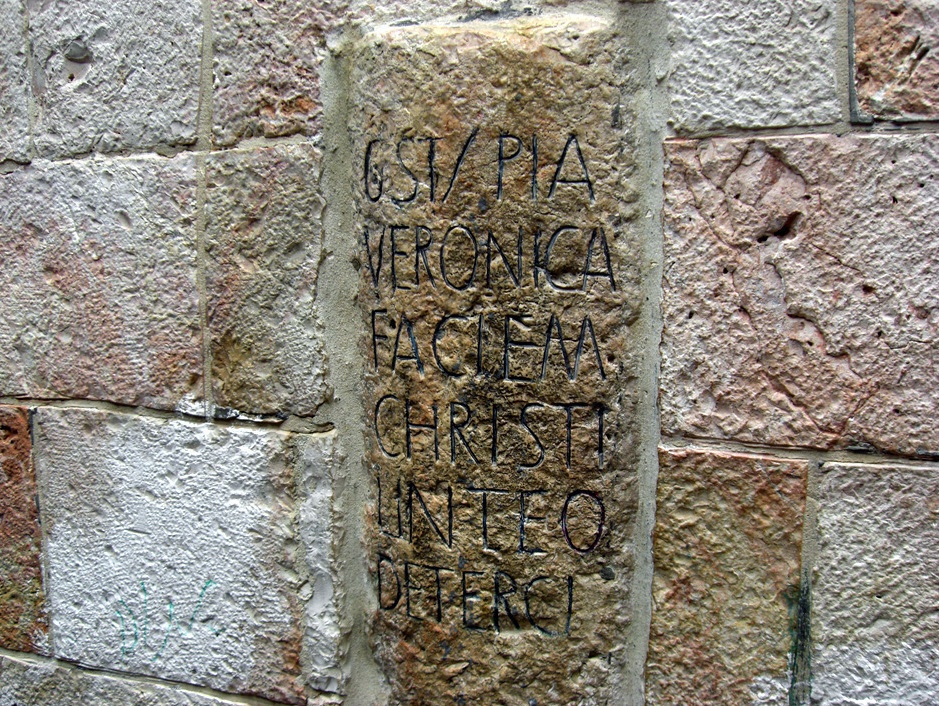 6ST/ PIA
VERONICA
FACIEM
CHRISTI
LINTEO
DETERCI